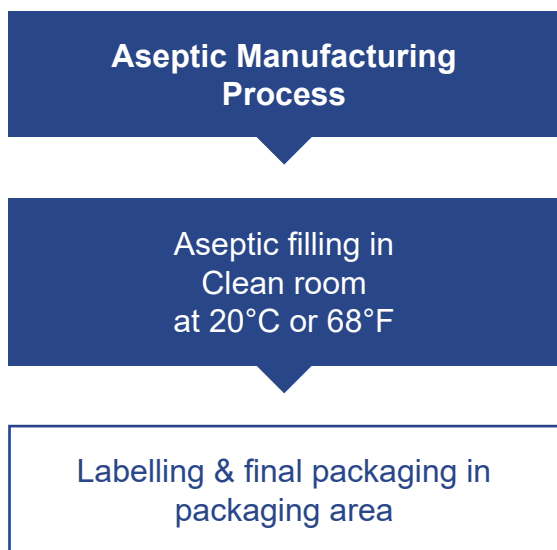 Aseptic Manufacturing
Process
Aseptic filling in
Clean room
at 20°C or 68°F
Labelling & final packaging in
packaging area